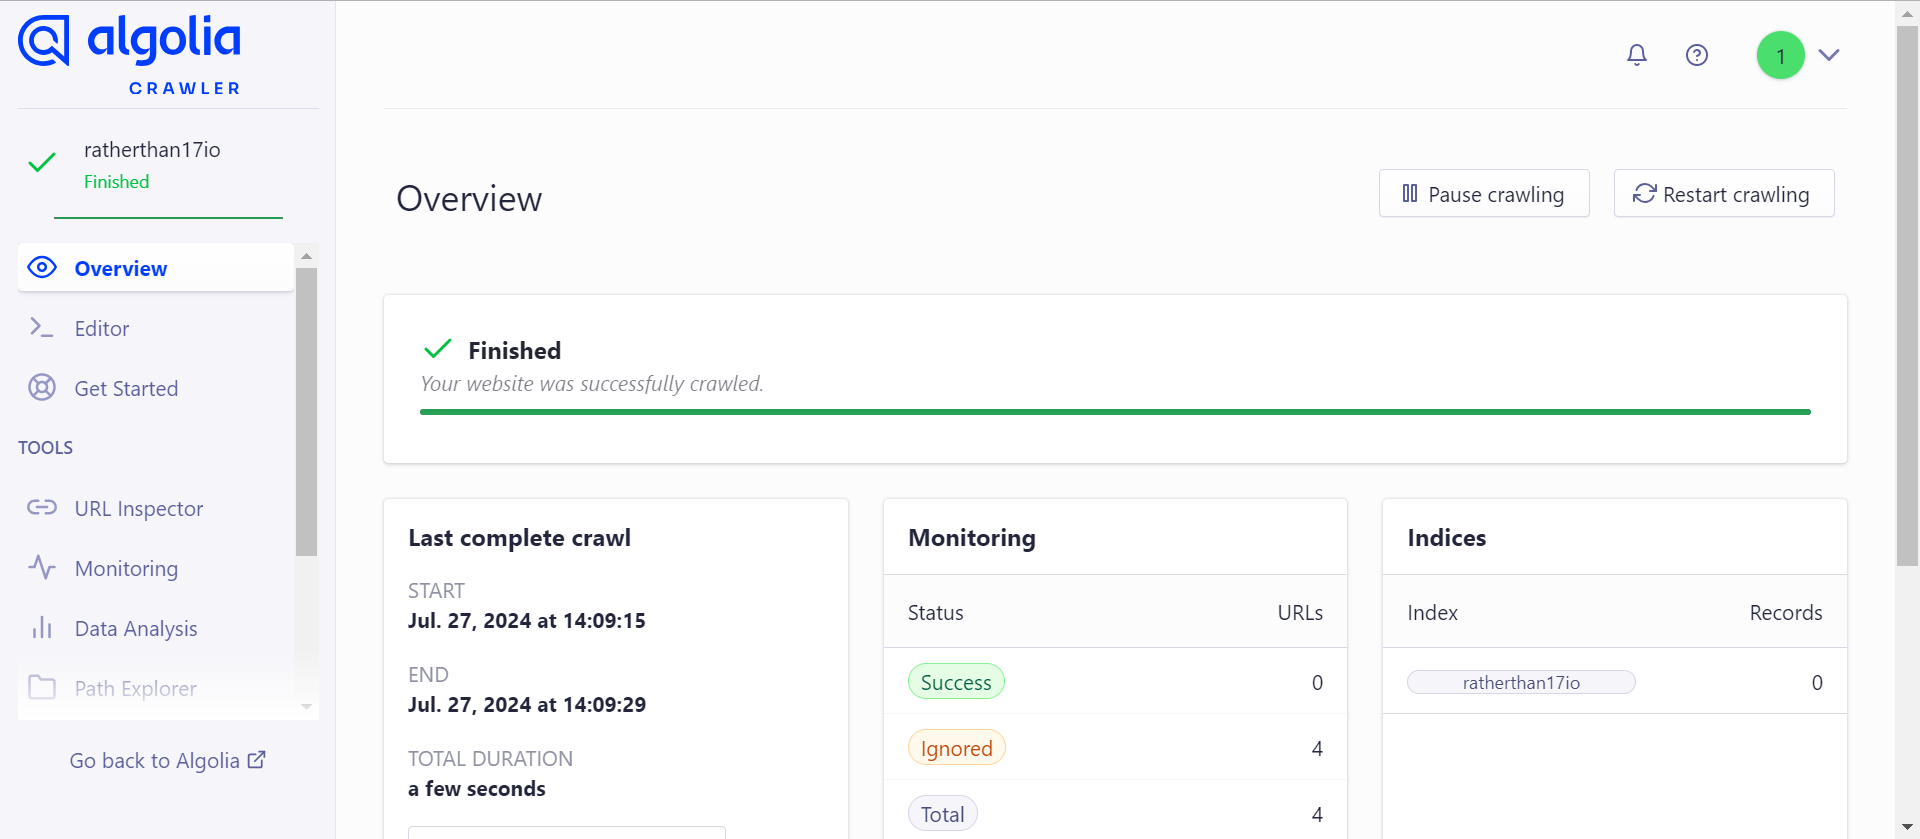 algolia
CRAWLER
ratherthan17io
Finished
Overview
Editor
Get Started
TOOLS
URL Inspector
Monitoring
Data Analysis
Path Explorer
Go back to Algolia
1
Overview
Pause crawling
Restart crawling
Finished
Your website was successfully crawled.
Last complete crawl
START
Jul. 27, 2024 at 14:09:15
END
Jul. 27, 2024 at 14:09:29
TOTAL DURATION
a few seconds
Monitoring
Status URLs
Success 0
Ignored 4
Total 4
Indices
Index Records
ratherthan17io 0